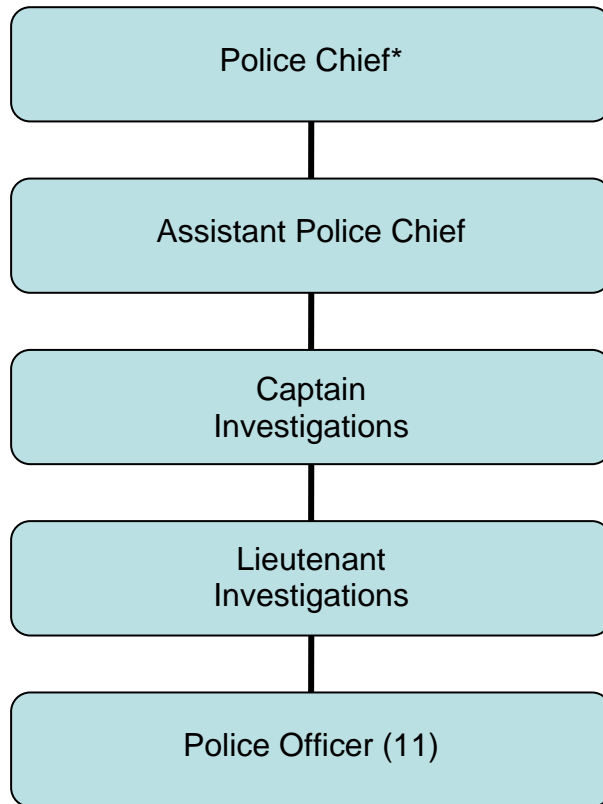 Police Chief*
Assistant Police Chief
Captain
Investigations
Lieutenant
Investigations
Police Officer (11)